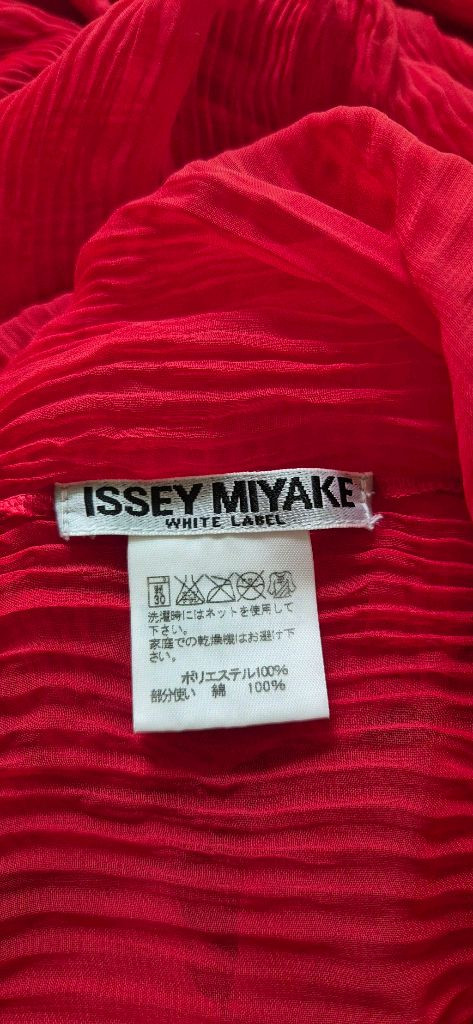 ISSEY MIYAKE
WHITE LABEL
30
洗濯時にはネットを使用して
下さい。
家庭での乾燥機はお避け下
さい。
ポリエステル100%
部分使い 綿 100%